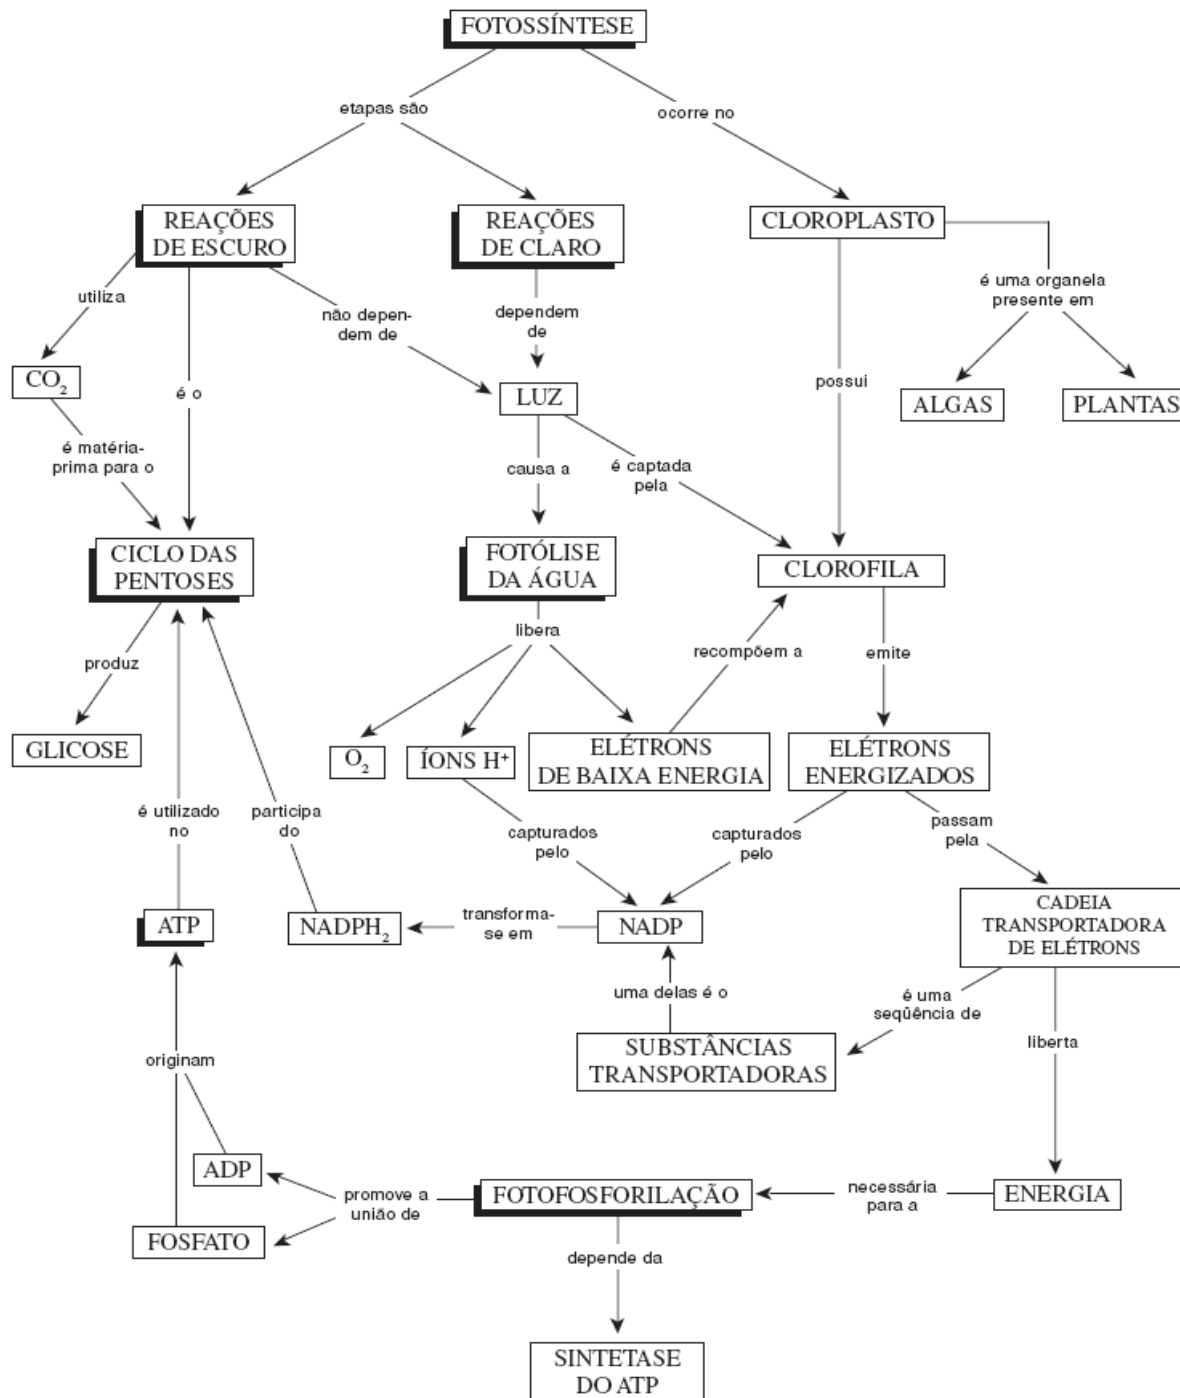 FOTOSSÍNTESE
etapas são
ocorre no
REAÇÕES
DE ESCURO
REAÇÕES
DE CLARO
CLOROPLASTO
utiliza
não depen-
dem de
dependem
de
é uma organela
presente em
CO₂
é o
LUZ
possui
ALGAS
PLANTAS
é matéria-
prima para o
causa a
é captada
pela
CICLO DAS
PENTOSES
FOTÓLISE
DA ÁGUA
CLOROFILA
libera
recompõem a
emite
produz
GLICOSE
O₂
ÍONS H⁺
ELÉTRONS
DE BAIXA ENERGIA
ELÉTRONS
ENERGIZADOS
é utilizado
no
participa
do
capturados
pelo
capturados
pelo
passam
pela
ATP
NADPH₂
transforma-
se em
NADP
CADEIA
TRANSPORTADORA
DE ELÉTRONS
uma delas é o
é uma
seqüência de
originam
SUBSTÂNCIAS
TRANSPORTADORAS
liberta
ADP
promove a
união de
FOTOFOSFORILAÇÃO
necessária
para a
ENERGIA
FOSFATO
depende da
SINTETASE
DO ATP